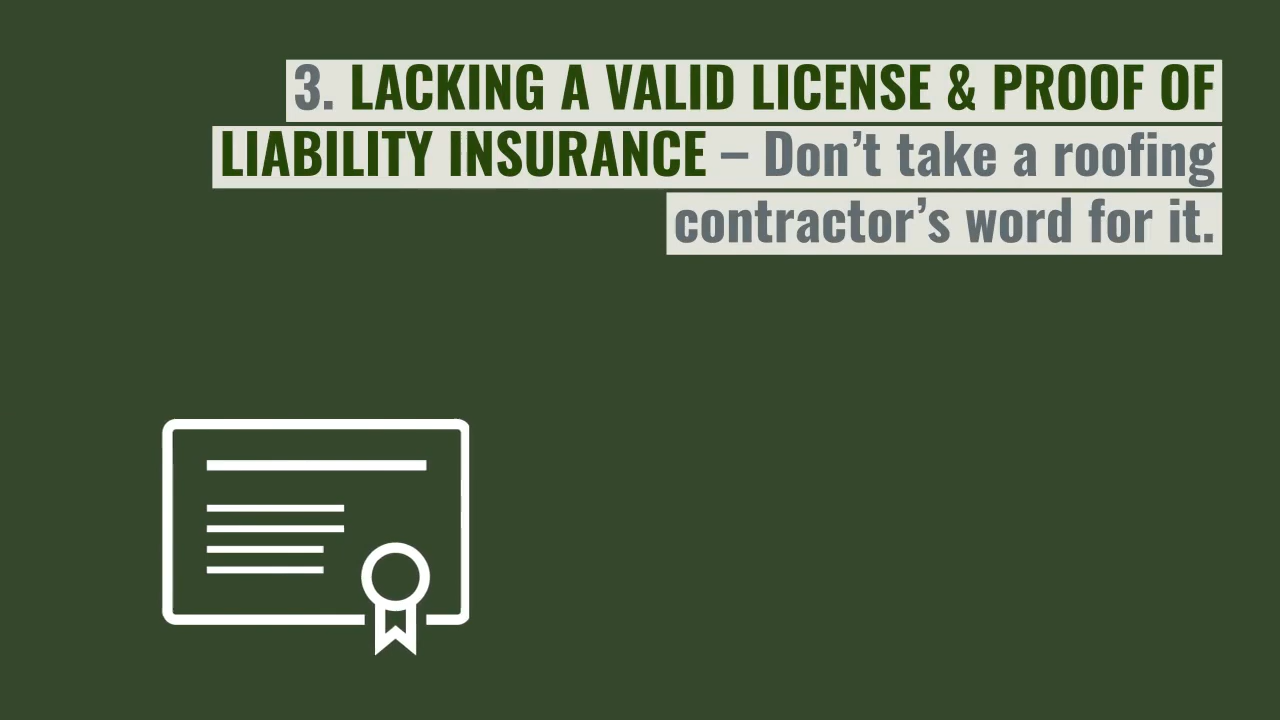 3. LACKING A VALID LICENSE & PROOF OF
LIABILITY INSURANCE – Don’t take a roofing
contractor’s word for it.